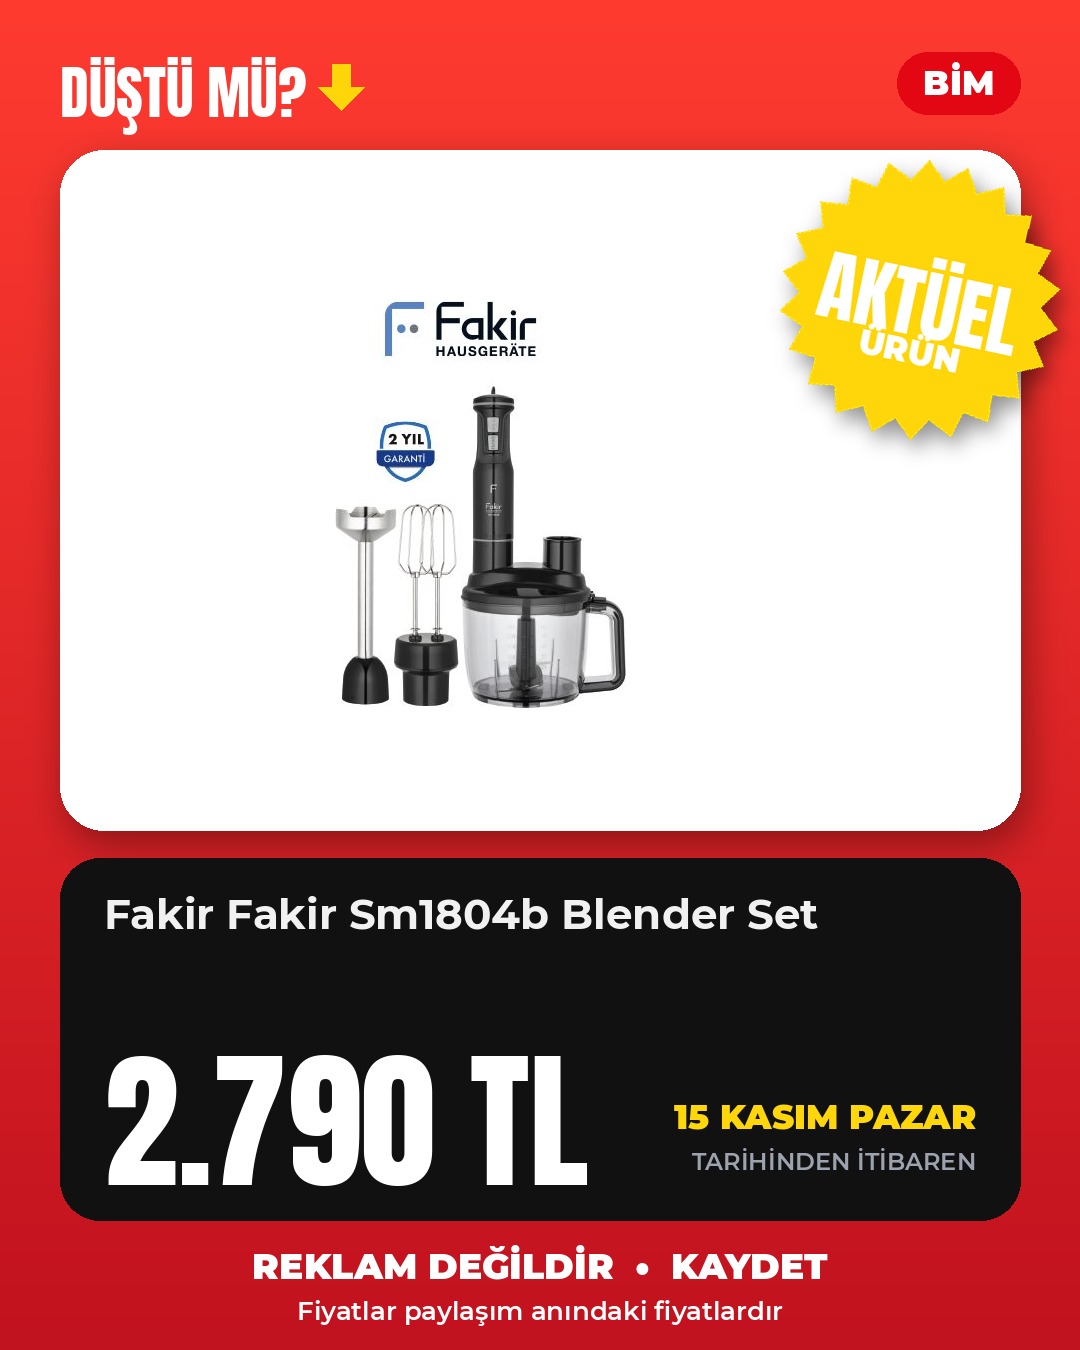 DÜŞTÜ MÜ?
BİM
AKTÜEL
ÜRÜN
Fakir
HAUSGERÄTE
2 YIL
GARANTİ
F
Fakir
Fakir Fakir Sm1804b Blender Set
2.790 TL
15 KASIM PAZAR
TARİHİNDEN İTİBAREN
REKLAM DEĞİLDİR • KAYDET
Fiyatlar paylaşım anındaki fiyatlardır